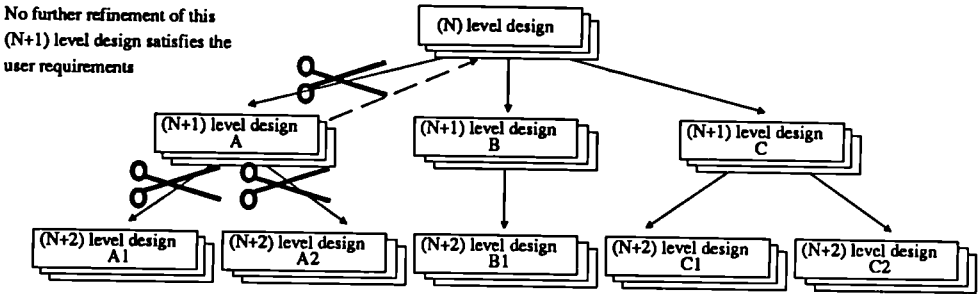 No further refinement of this
(N+1) level design satisfies the
user requirements
(N) level design
(N+1) level design
A
(N+1) level design
B
(N+1) level design
C
(N+2) level design
A1
(N+2) level design
A2
(N+2) level design
B1
(N+2) level design
C1
(N+2) level design
C2